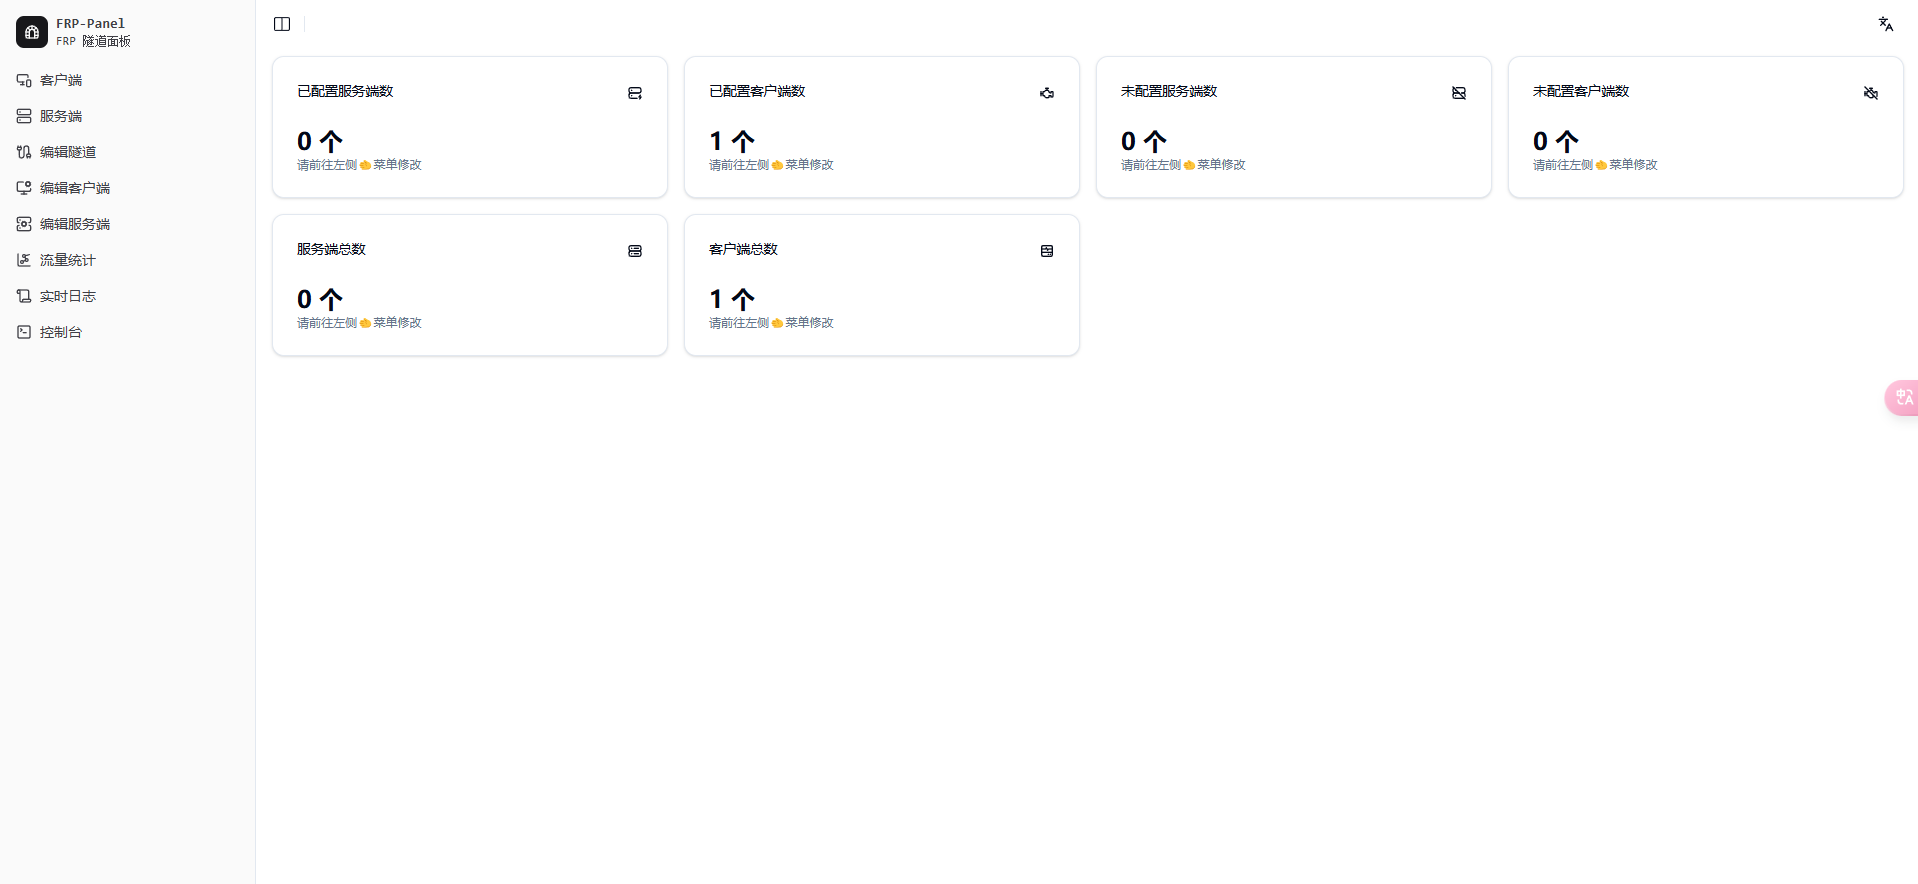 FRP-Panel
FRP 隧道面板
客户端
服务端
编辑隧道
编辑客户端
编辑服务端
流量统计
实时日志
控制台
已配置服务端数
0 个
请前往左侧🫲菜单修改
已配置客户端数
1 个
请前往左侧🫲菜单修改
未配置服务端数
0 个
请前往左侧🫲菜单修改
未配置客户端数
0 个
请前往左侧🫲菜单修改
服务端总数
0 个
请前往左侧🫲菜单修改
客户端总数
1 个
请前往左侧🫲菜单修改